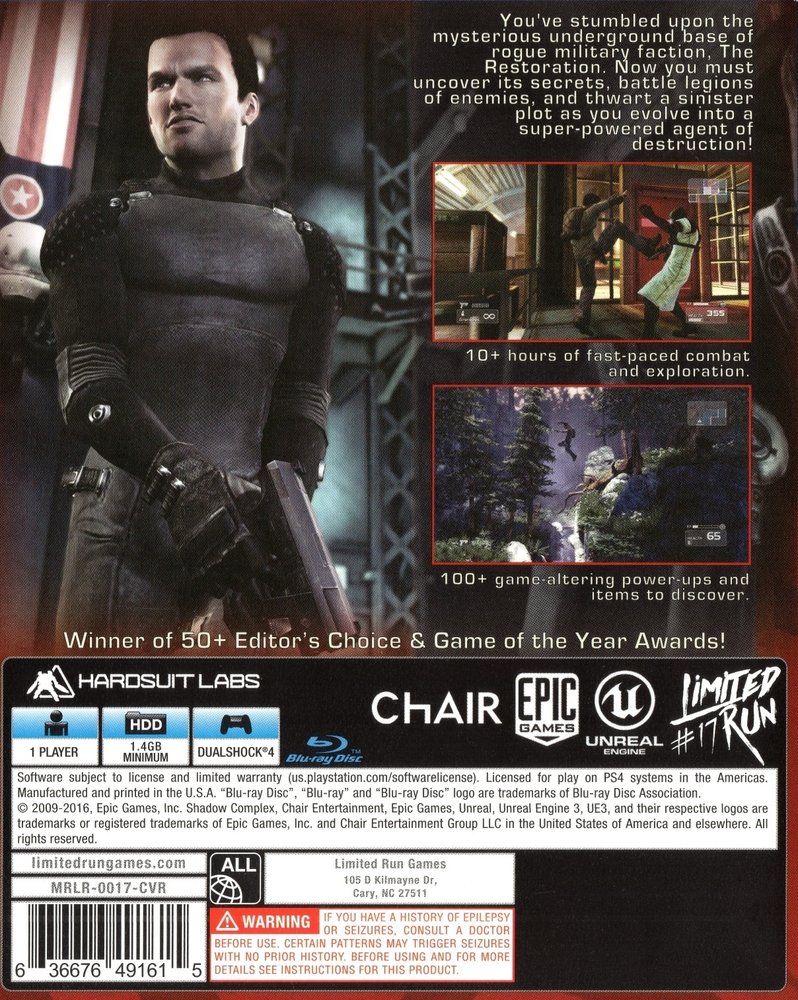 You've stumbled upon the
mysterious underground base of
rogue military faction, The
Restoration. Now you must
uncover its secrets, battle legions
of enemies, and thwart a sinister
plot as you evolve into a
super-powered agent of
destruction!
355
10+ hours of fast-paced combat
and exploration.
HEALTH
65
100+ game-altering power-ups and
items to discover.
Winner of 50+ Editor's Choice & Game of the Year Awards!
HARDSUIT LABS
CHAIR
EPIC
GAMES
UNREAL
ENGINE
LIMITED
RUN
#17
1 PLAYER
HDD
1.4GB
MINIMUM
DUALSHOCK®4
Blu-ray Disc™
Software subject to license and limited warranty (us.playstation.com/softwarelicense). Licensed for play on PS4 systems in the Americas.
Manufactured and printed in the U.S.A. “Blu-ray Disc”, “Blu-ray” and “Blu-ray Disc” logo are trademarks of Blu-ray Disc Association.
© 2009-2016, Epic Games, Inc. Shadow Complex, Chair Entertainment, Epic Games, Unreal, Unreal Engine 3, UE3, and their respective logos are
trademarks or registered trademarks of Epic Games, Inc. and Chair Entertainment Group LLC in the United States of America and elsewhere. All
rights reserved.
limitedrungames.com
MRLR-0017-CVR
ALL
Limited Run Games
105 D Kilmayne Dr,
Cary, NC 27511
WARNING IF YOU HAVE A HISTORY OF EPILEPSY
OR SEIZURES, CONSULT A DOCTOR
BEFORE USE. CERTAIN PATTERNS MAY TRIGGER SEIZURES
WITH NO PRIOR HISTORY. BEFORE USING AND FOR MORE
DETAILS SEE INSTRUCTIONS FOR THIS PRODUCT.
6 36676 49161 5